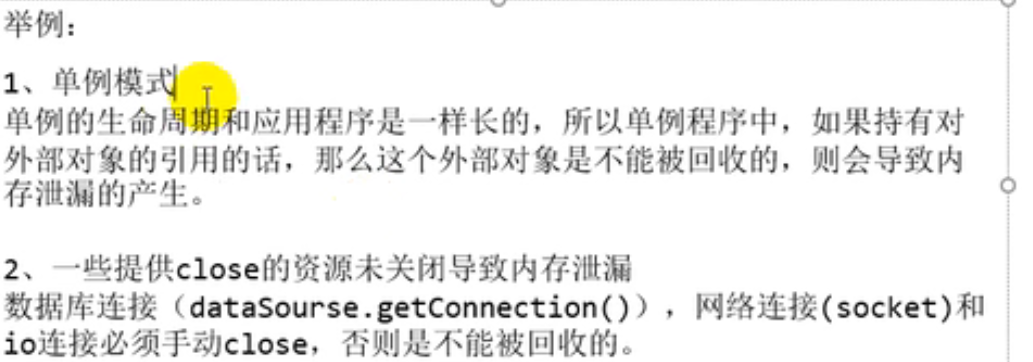 举例：
1、单例模式
单例的生命周期和应用程序是一样长的，所以单例程序中，如果持有对
外部对象的引用的话，那么这个外部对象是不能被回收的，则会导致内
存泄漏的产生。
2、一些提供close的资源未关闭导致内存泄漏
数据库连接（dataSourse.getConnection()），网络连接(socket)和
io连接必须手动close，否则是不能被回收的。